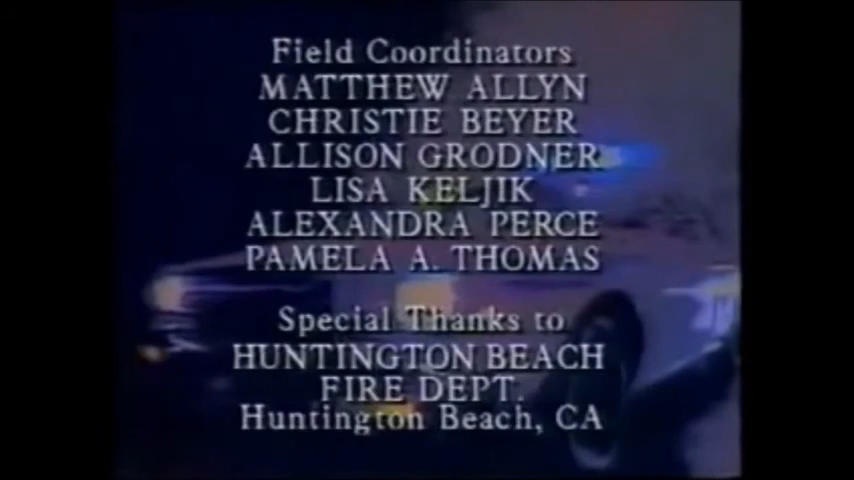 Field Coordinators
MATTHEW ALLYN
CHRISTIE BEYER
ALLISON GRODNER
LISA KELJIK
ALEXANDRA PERCE
PAMELA A. THOMAS
Special Thanks to
HUNTINGTON BEACH
FIRE DEPT.
Huntington Beach, CA